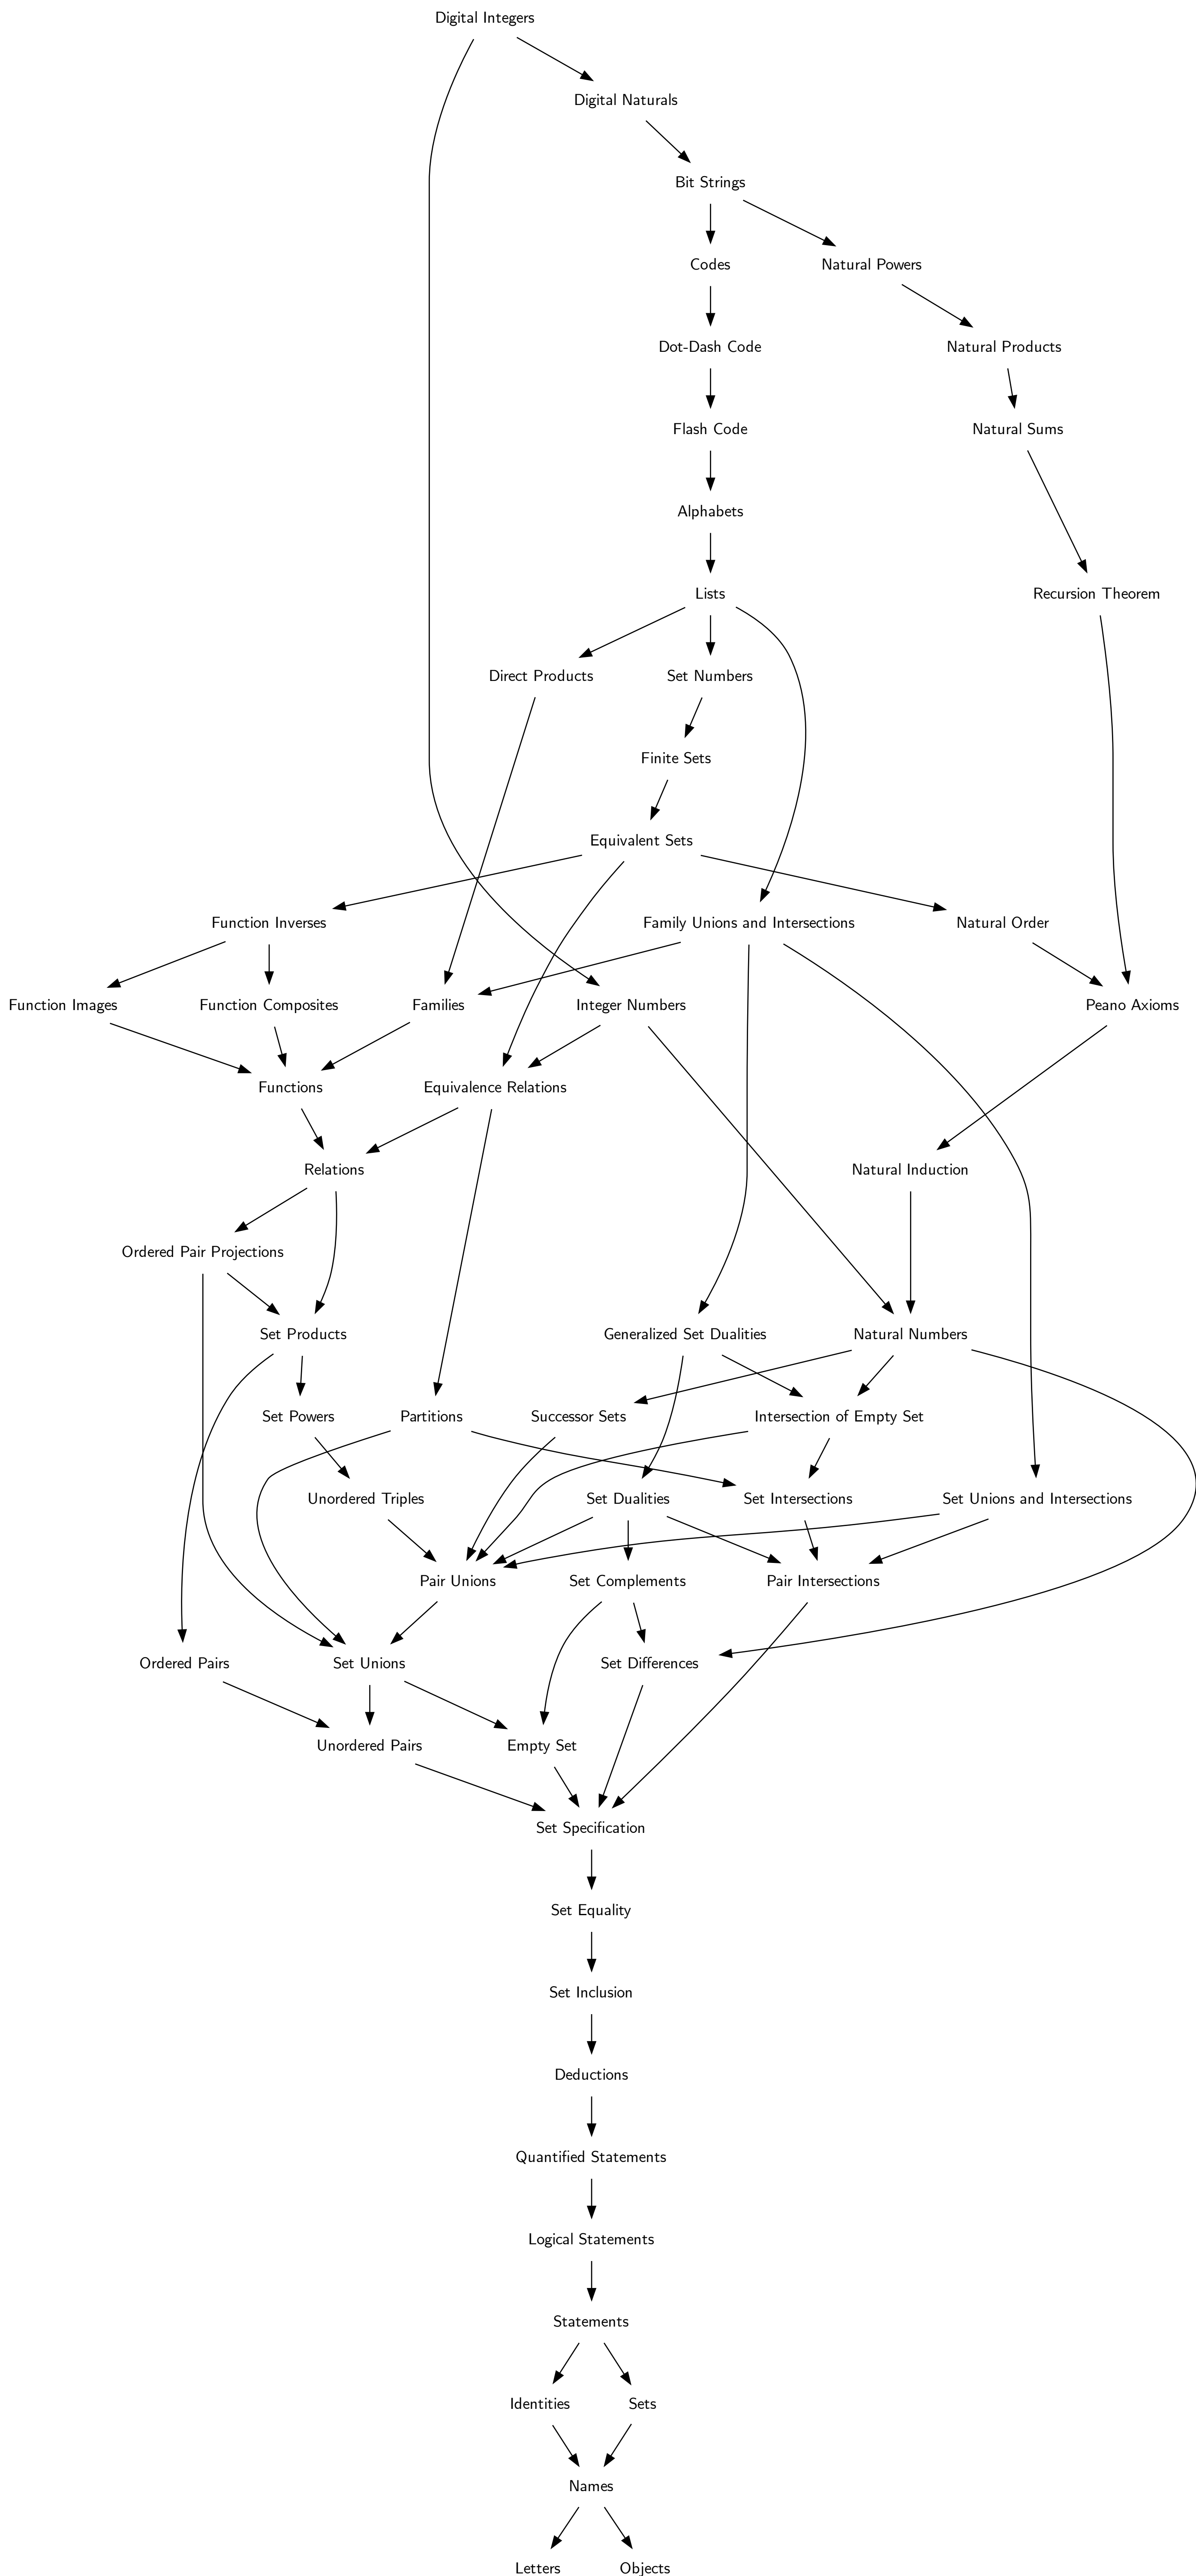 Digital Integers
Digital Naturals
Bit Strings
Codes
Natural Powers
Dot-Dash Code
Natural Products
Flash Code
Natural Sums
Alphabets
Lists
Recursion Theorem
Direct Products
Set Numbers
Finite Sets
Equivalent Sets
Function Inverses
Family Unions and Intersections
Natural Order
Function Images
Function Composites
Families
Integer Numbers
Peano Axioms
Functions
Equivalence Relations
Relations
Natural Induction
Ordered Pair Projections
Set Products
Generalized Set Dualities
Natural Numbers
Set Powers
Partitions
Successor Sets
Intersection of Empty Set
Unordered Triples
Set Dualities
Set Intersections
Set Unions and Intersections
Pair Unions
Set Complements
Pair Intersections
Ordered Pairs
Set Unions
Set Differences
Unordered Pairs
Empty Set
Set Specification
Set Equality
Set Inclusion
Deductions
Quantified Statements
Logical Statements
Statements
Identities
Sets
Names
Letters
Objects